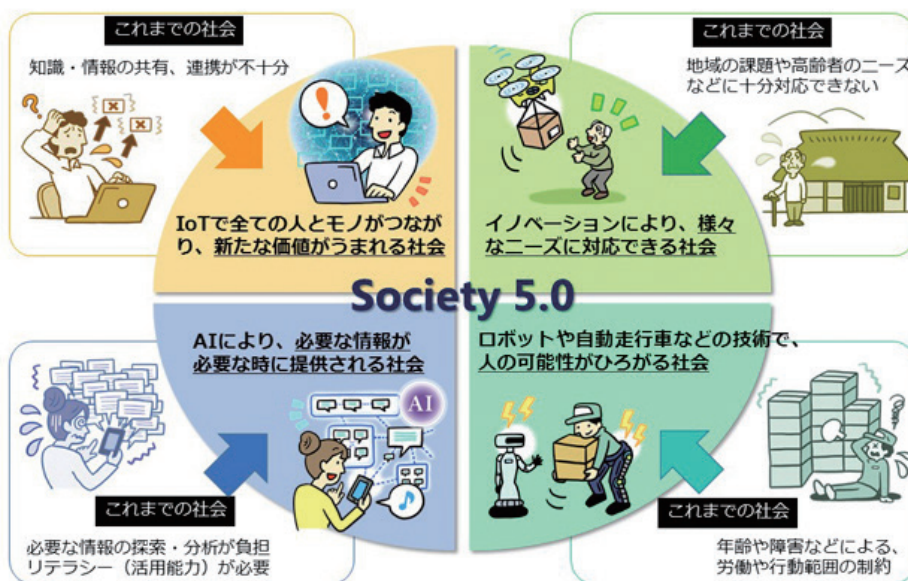 これまでの社会
知識・情報の共有、連携が不十分
IoTで全ての人とモノがつなが
り、新たな価値がうまれる社会
これまでの社会
地域の課題や高齢者のニーズ
などに十分対応できない
イノベーションにより、様々
なニーズに対応できる社会
Society 5.0
AIにより、必要な情報が
必要な時に提供される社会
AI
これまでの社会
必要な情報の探索・分析が負担
リテラシー（活用能力）が必要
ロボットや自動走行車などの技術で、
人の可能性がひろがる社会
これまでの社会
年齢や障害などによる、
労働や行動範囲の制約